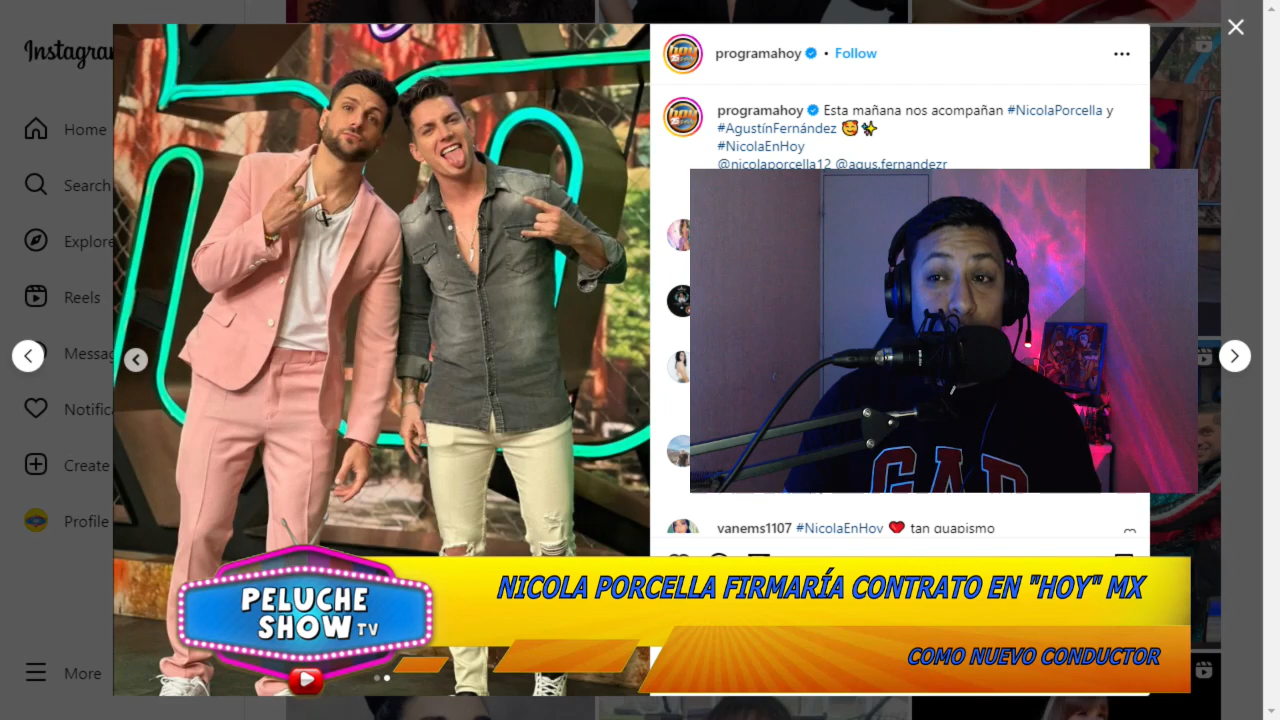 Instagram
Home
Search
Explore
Reels
Messag
Notifica
Create
Profile
More
programahoy • Follow
programahoy Esta mañana nos acompañan #NicolaPorcella y
#AgustínFernández 🥰✨
#NicolaEnHoy
@nicolaporcella12 @agus.fernandezr
GAP
vanems1107 #NicolaEnHoy ❤ tan guapismo
PELUCHE
SHOW TV
NICOLA PORCELLA FIRMARÍA CONTRATO EN "HOY" MX
COMO NUEVO CONDUCTOR